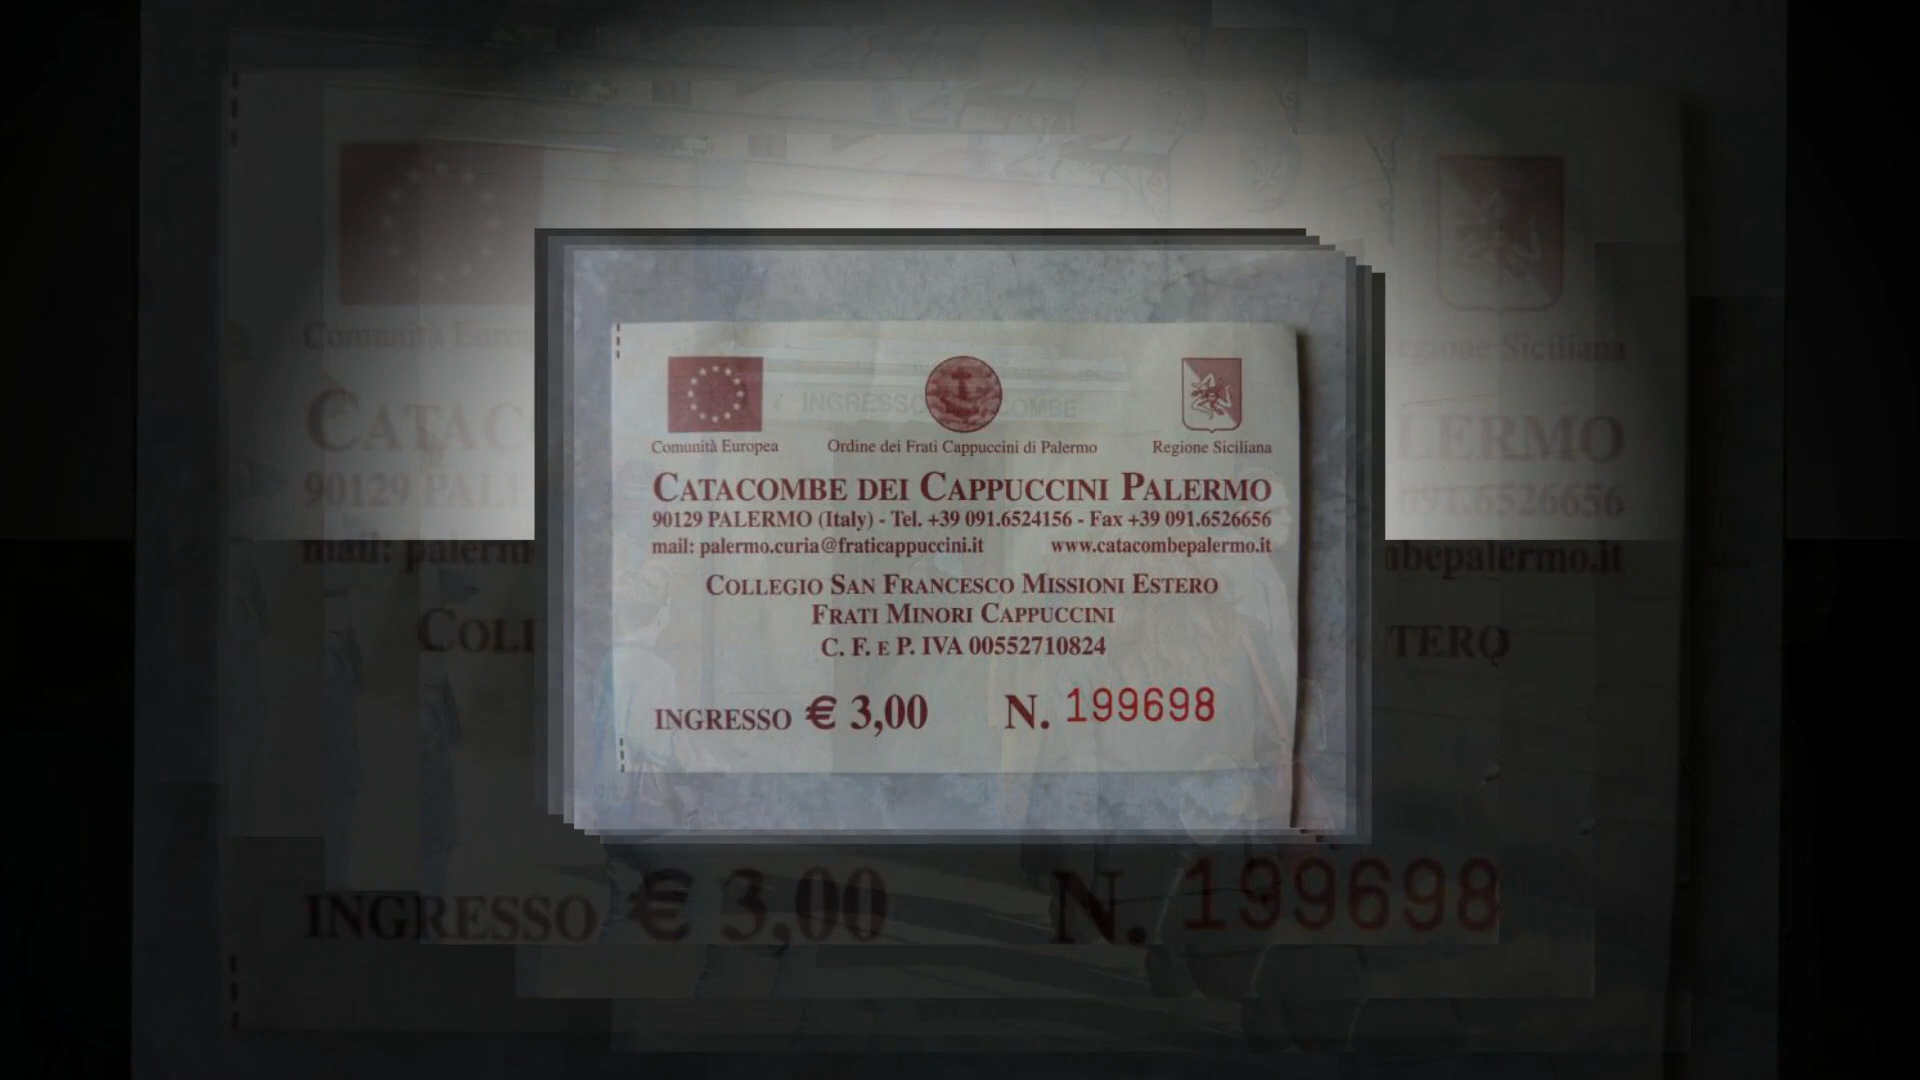 INGRESSO CATACOMBE
Comunità Europea
Ordine dei Frati Cappuccini di Palermo
Regione Siciliana
CATACOMBE DEI CAPPUCCINI PALERMO
90129 PALERMO (Italy) - Tel. +39 091.6524156 - Fax +39 091.6526656
mail: palermo.curia@fraticappuccini.it www.catacombepalermo.it
COLLEGIO SAN FRANCESCO MISSIONI ESTERO
FRATI MINORI CAPPUCCINI
C. F. E P. IVA 00552710824
INGRESSO € 3,00 N. 199698